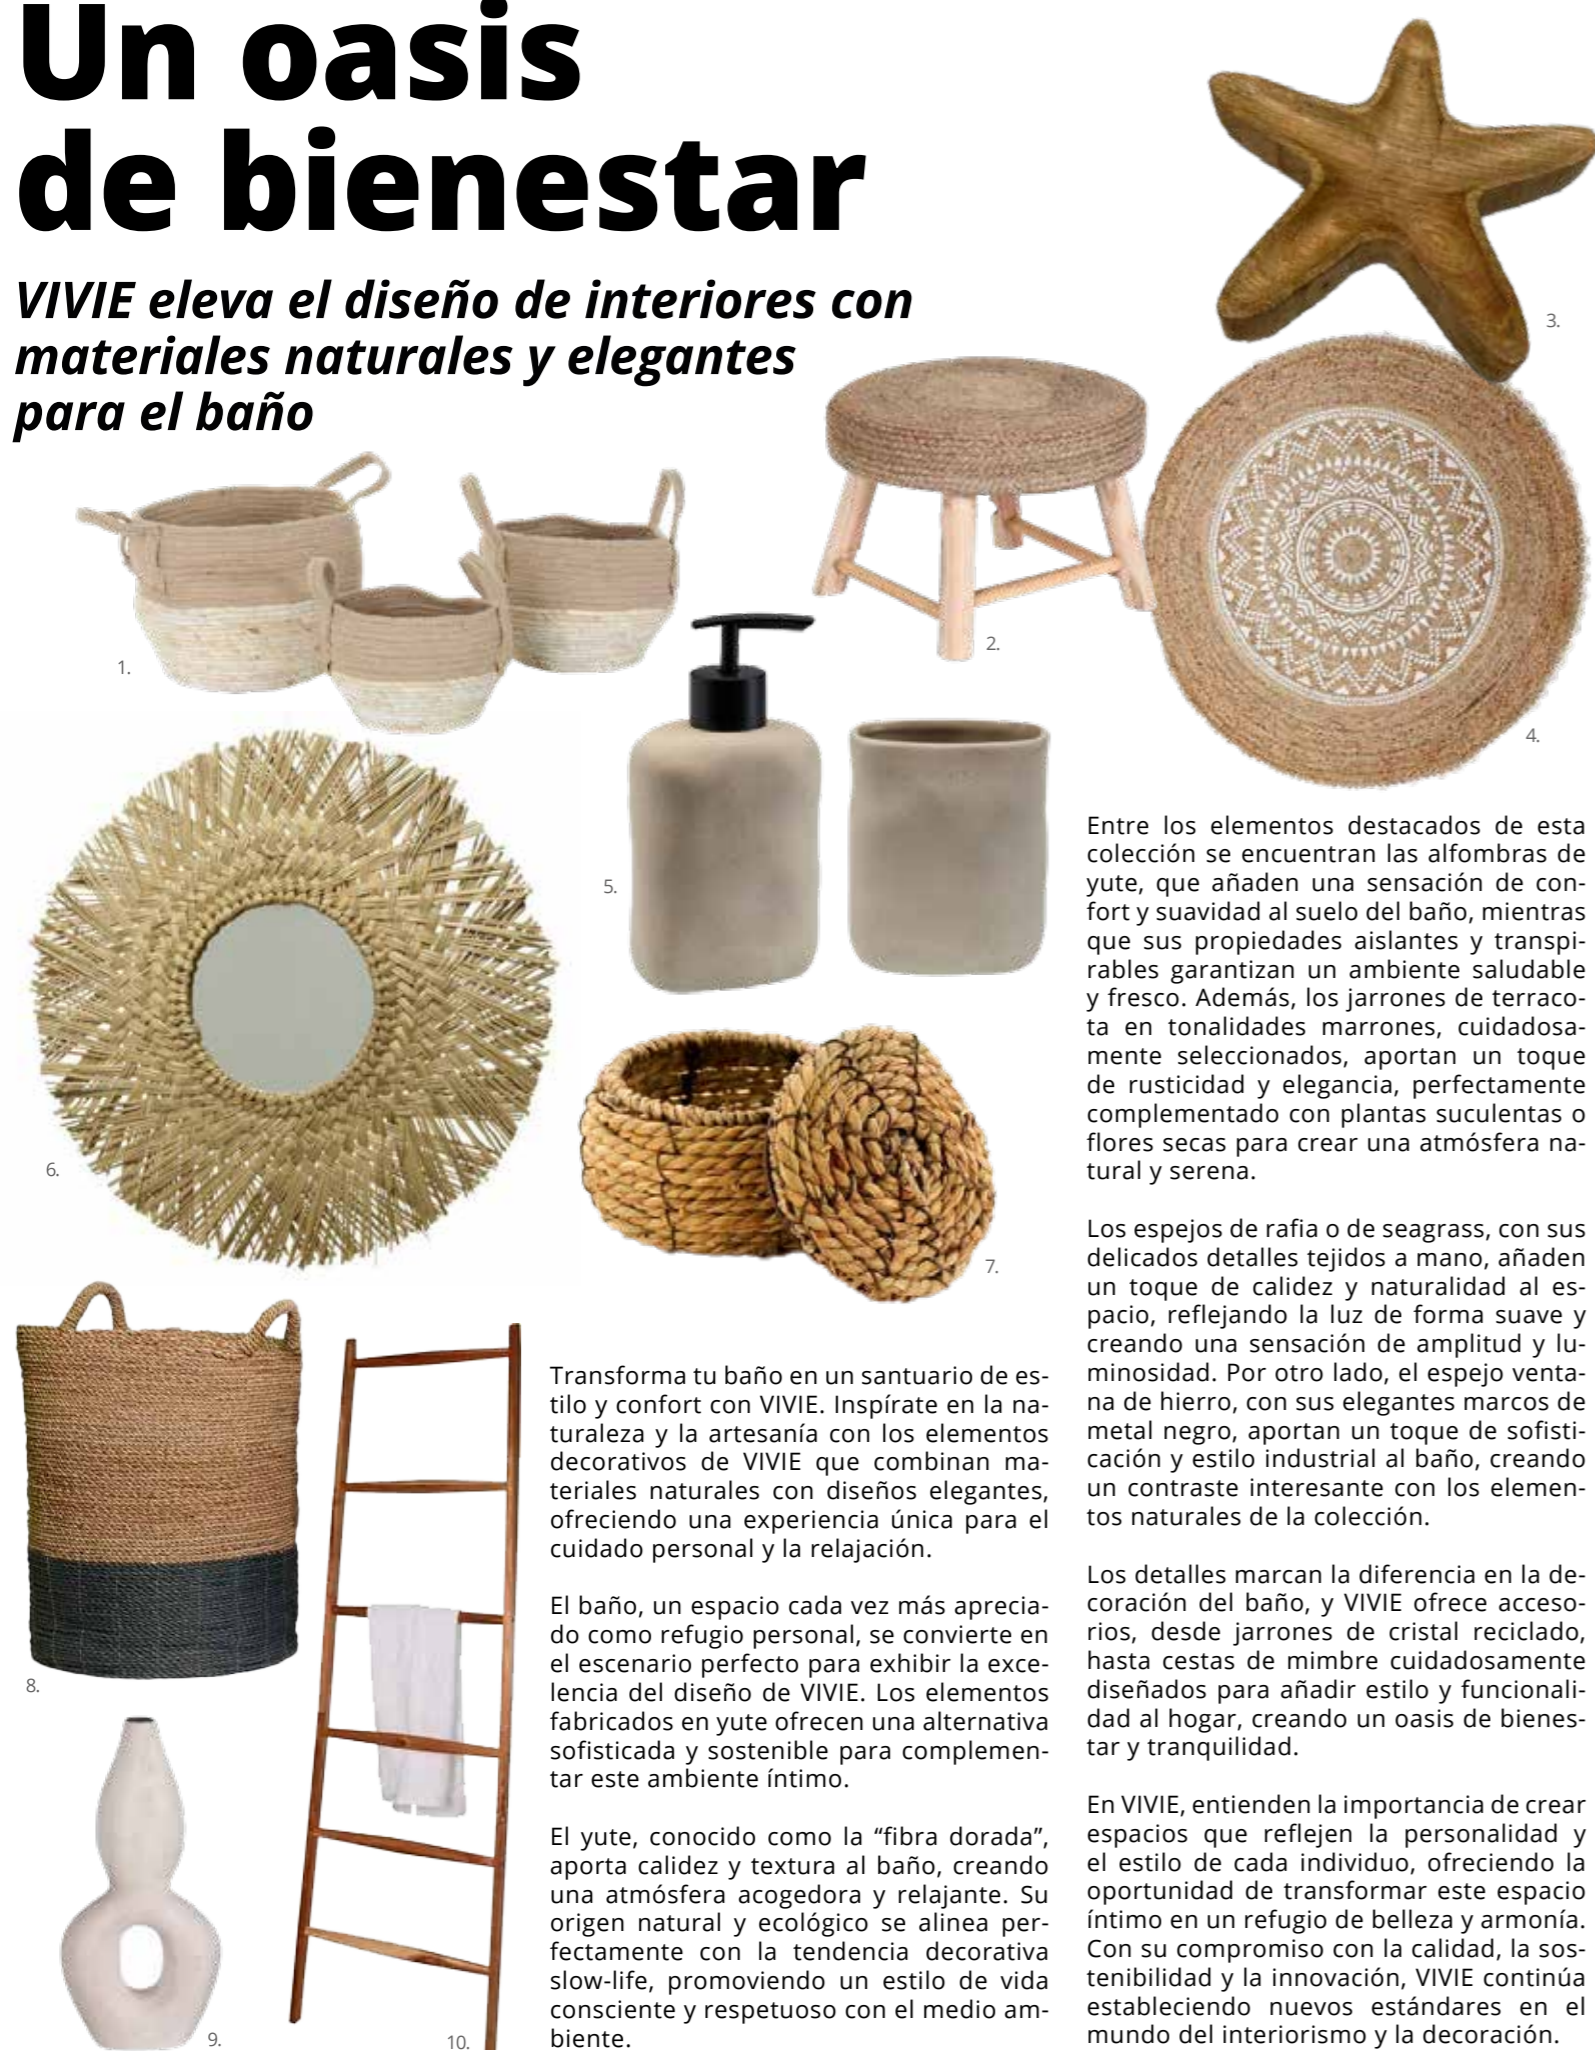 Un oasis
de bienestar
VIVIE eleva el diseño de interiores con
materiales naturales y elegantes
para el baño
1.
2.
3.
4.
5.
6.
7.
8.
9.
10.
Transforma tu baño en un santuario de es-
tilo y confort con VIVIE. Inspírate en la na-
turaleza y la artesanía con los elementos
decorativos de VIVIE que combinan ma-
teriales naturales con diseños elegantes,
ofreciendo una experiencia única para el
cuidado personal y la relajación.
El baño, un espacio cada vez más aprecia-
do como refugio personal, se convierte en
el escenario perfecto para exhibir la exce-
lencia del diseño de VIVIE. Los elementos
fabricados en yute ofrecen una alternativa
sofisticada y sostenible para complemen-
tar este ambiente íntimo.
El yute, conocido como la “fibra dorada”,
aporta calidez y textura al baño, creando
una atmósfera acogedora y relajante. Su
origen natural y ecológico se alinea per-
fectamente con la tendencia decorativa
slow-life, promoviendo un estilo de vida
consciente y respetuoso con el medio am-
biente.
Entre los elementos destacados de esta
colección se encuentran las alfombras de
yute, que añaden una sensación de con-
fort y suavidad al suelo del baño, mientras
que sus propiedades aislantes y transpi-
rables garantizan un ambiente saludable
y fresco. Además, los jarrones de terraco-
ta en tonalidades marrones, cuidadosa-
mente seleccionados, aportan un toque
de rusticidad y elegancia, perfectamente
complementado con plantas suculentas o
flores secas para crear una atmósfera na-
tural y serena.
Los espejos de rafia o de seagrass, con sus
delicados detalles tejidos a mano, añaden
un toque de calidez y naturalidad al es-
pacio, reflejando la luz de forma suave y
creando una sensación de amplitud y lu-
minosidad. Por otro lado, el espejo venta-
na de hierro, con sus elegantes marcos de
metal negro, aportan un toque de sofisti-
cación y estilo industrial al baño, creando
un contraste interesante con los elemen-
tos naturales de la colección.
Los detalles marcan la diferencia en la de-
coración del baño, y VIVIE ofrece acceso-
rios, desde jarrones de cristal reciclado,
hasta cestas de mimbre cuidadosamente
diseñados para añadir estilo y funcionali-
dad al hogar, creando un oasis de bienes-
tar y tranquilidad.
En VIVIE, entienden la importancia de crear
espacios que reflejen la personalidad y
el estilo de cada individuo, ofreciendo la
oportunidad de transformar este espacio
íntimo en un refugio de belleza y armonía.
Con su compromiso con la calidad, la sos-
tenibilidad y la innovación, VIVIE continúa
estableciendo nuevos estándares en el
mundo del interiorismo y la decoración.